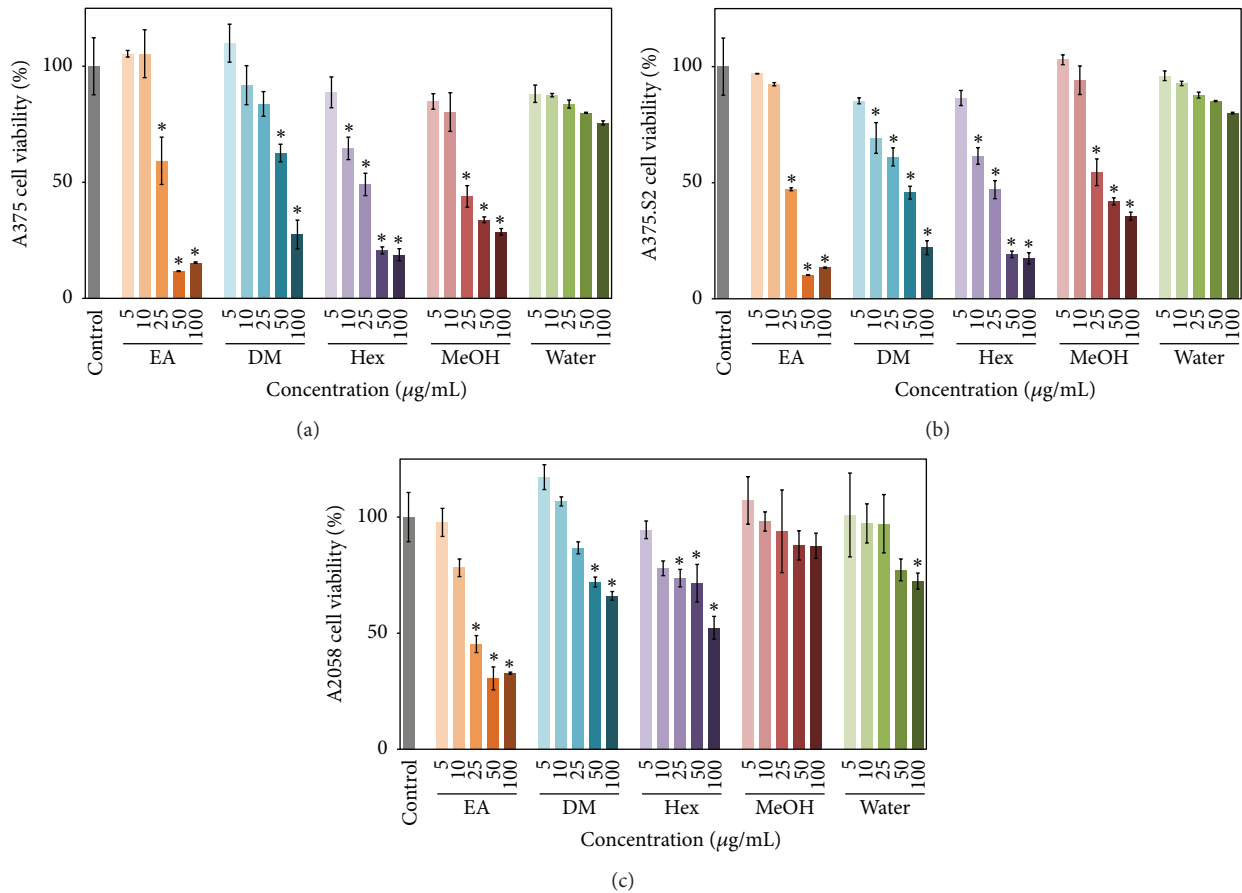 A375 cell viability (%)
100
50
0
Control
5 10 25 50 100 5 10 25 50 100 5 10 25 50 100 5 10 25 50 100 5 10 25 50 100
EA DM Hex MeOH Water
Concentration (μg/mL)
* * * * * * * * * * * * *
(a)
A375.S2 cell viability (%)
100
50
0
Control
5 10 25 50 100 5 10 25 50 100 5 10 25 50 100 5 10 25 50 100 5 10 25 50 100
EA DM Hex MeOH Water
Concentration (μg/mL)
* * * * * * * * * * * * * *
(b)
A2058 cell viability (%)
100
50
0
Control
5 10 25 50 100 5 10 25 50 100 5 10 25 50 100 5 10 25 50 100 5 10 25 50 100
EA DM Hex MeOH Water
Concentration (μg/mL)
* * * * * * * * *
(c)